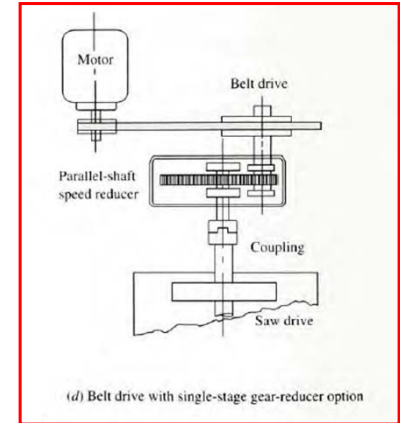 Motor
Belt drive
Parallel-shaft
speed reducer
Coupling
Saw drive
(d) Belt drive with single-stage gear-reducer option